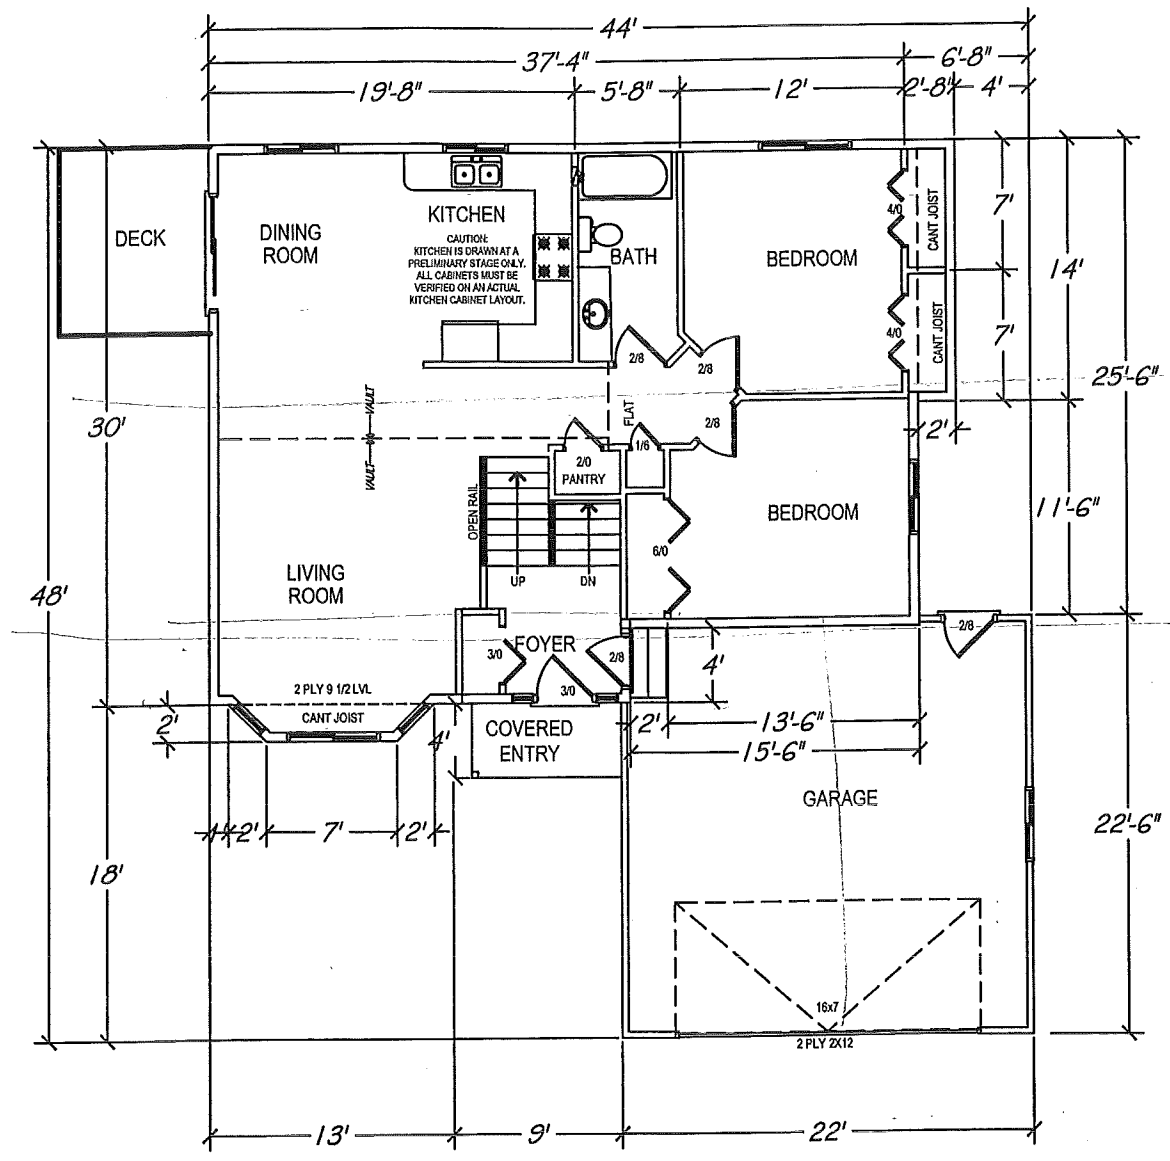 44'
37'-4"
6'-8"
19'-8"
5'-8"
12'
2'-8"
4'
DECK
DINING
ROOM
KITCHEN
CAUTION:
KITCHEN IS DRAWN AT A
PRELIMINARY STAGE ONLY.
ALL CABINETS MUST BE
VERIFIED ON AN ACTUAL
KITCHEN CABINET LAYOUT.
BATH
BEDROOM
4/0
CANT JOIST
7'
14'
4/0
CANT JOIST
7'
2/8
2/8
25'-6"
VAULT
FLAT
2/8
30'
2'
VAULT
1/6
2/0
PANTRY
OPEN RAIL
BEDROOM
11'-6"
6/0
UP
DN
LIVING
ROOM
48'
2/8
FOYER
3/0
2/8
4'
3/0
2 PLY 9 1/2 LVL
CANT JOIST
2'
4'
COVERED
ENTRY
2'
13'-6"
15'-6"
GARAGE
1'
2'
7'
2'
22'-6"
18'
16x7
2 PLY 2X12
13'
9'
22'